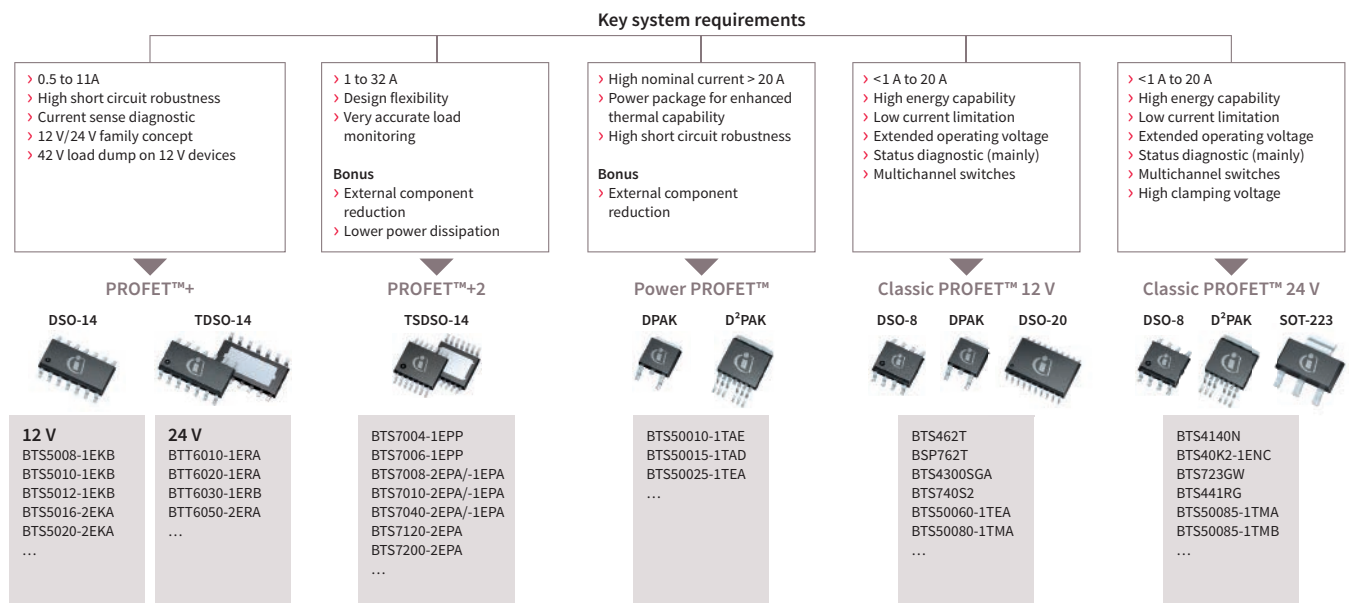 Key system requirements
› 0.5 to 11A
› High short circuit robustness
› Current sense diagnostic
› 12 V/24 V family concept
› 42 V load dump on 12 V devices
› 1 to 32 A
› Design flexibility
› Very accurate load
monitoring
Bonus
› External component
reduction
› Lower power dissipation
› High nominal current > 20 A
› Power package for enhanced
thermal capability
› High short circuit robustness
Bonus
› External component
reduction
› <1 A to 20 A
› High energy capability
› Low current limitation
› Extended operating voltage
› Status diagnostic (mainly)
› Multichannel switches
› <1 A to 20 A
› High energy capability
› Low current limitation
› Extended operating voltage
› Status diagnostic (mainly)
› Multichannel switches
› High clamping voltage
PROFET™+
DSO-14
TDSO-14
12 V
BTS5008-1EKB
BTS5010-1EKB
BTS5012-1EKB
BTS5016-2EKA
BTS5020-2EKA
…
24 V
BTT6010-1ERA
BTT6020-1ERA
BTT6030-1ERB
BTT6050-2ERA
…
PROFET™+2
TSDSO-14
BTS7004-1EPP
BTS7006-1EPP
BTS7008-2EPA/-1EPA
BTS7010-2EPA/-1EPA
BTS7040-2EPA/-1EPA
BTS7120-2EPA
BTS7200-2EPA
…
Power PROFET™
DPAK
D²PAK
BTS50010-1TAE
BTS50015-1TAD
BTS50025-1TEA
…
Classic PROFET™ 12 V
DSO-8
DPAK
DSO-20
BTS462T
BSP762T
BTS4300SGA
BTS740S2
BTS50060-1TEA
BTS50080-1TMA
…
Classic PROFET™ 24 V
DSO-8
D²PAK
SOT-223
BTS4140N
BTS40K2-1ENC
BTS723GW
BTS441RG
BTS50085-1TMA
BTS50085-1TMB
…